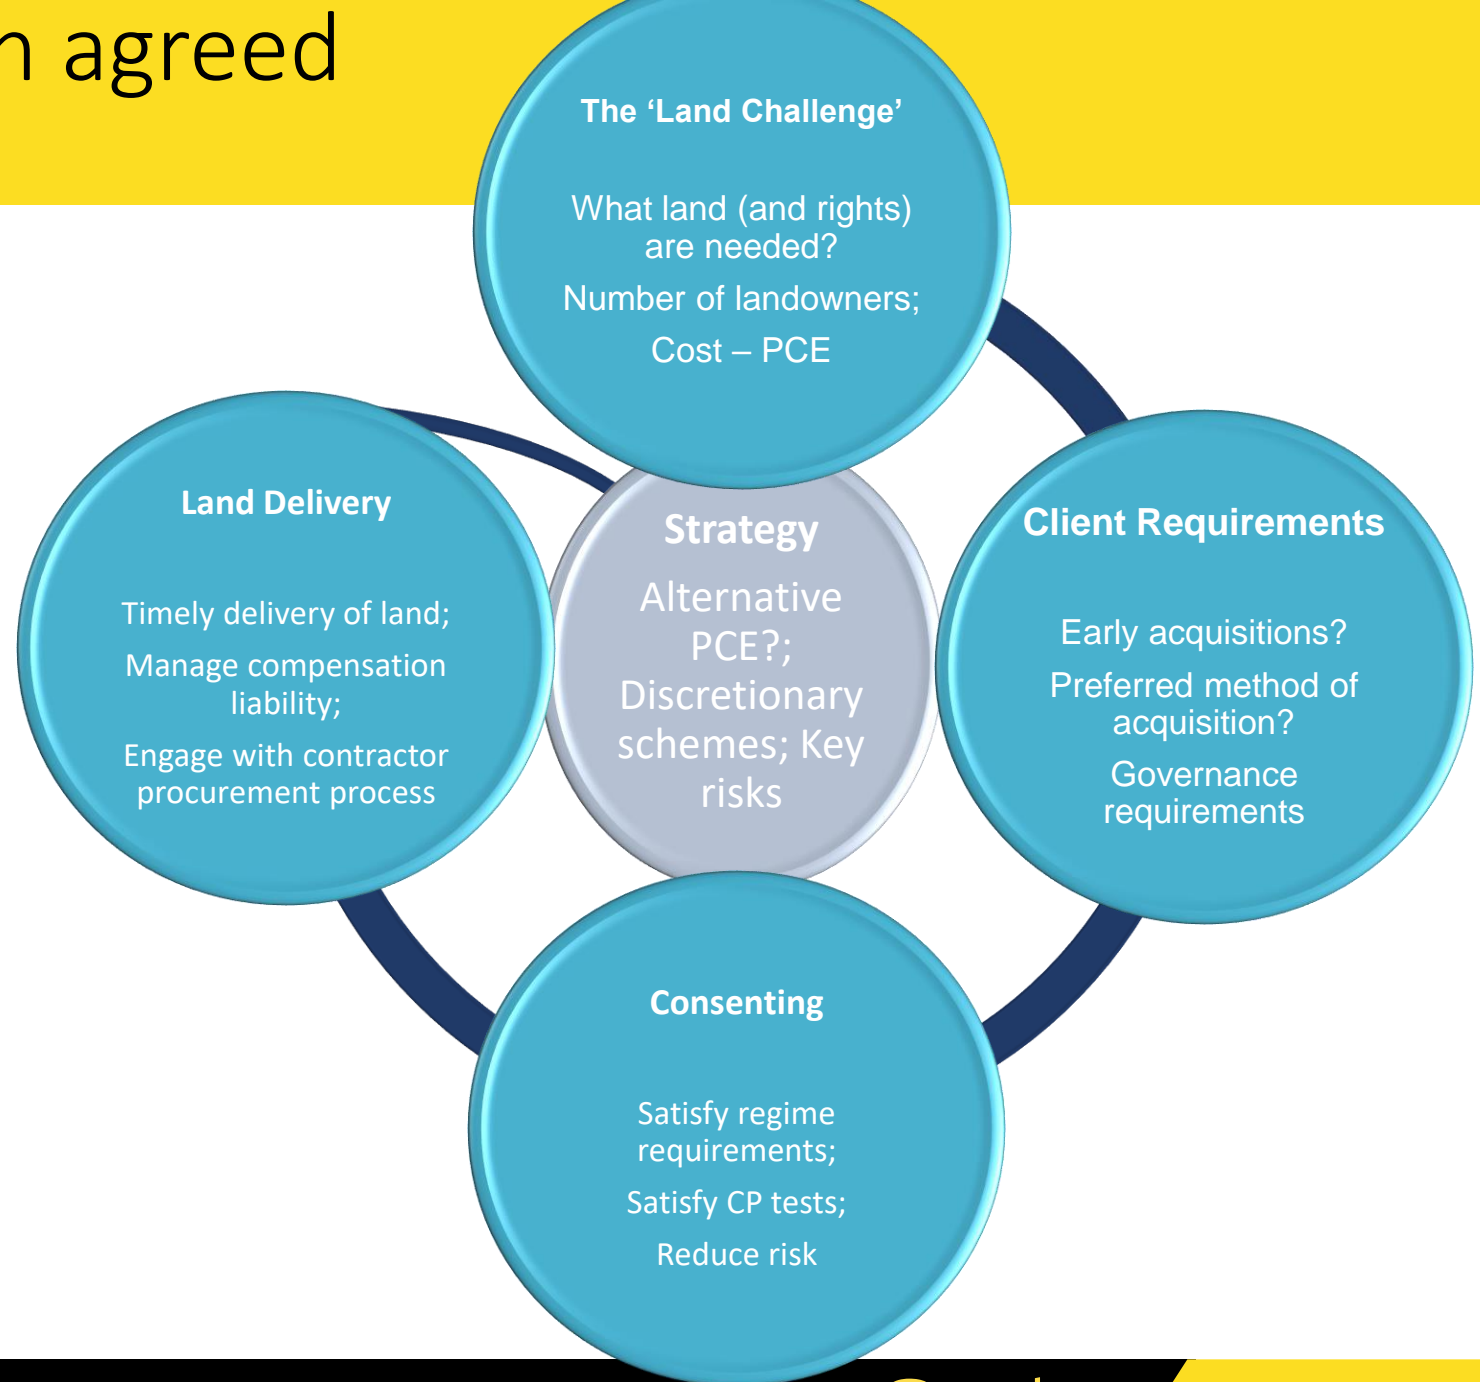 agreed
The ‘Land Challenge’
What land (and rights)
are needed?
Number of landowners;
Cost – PCE
Land Delivery
Timely delivery of land;
Manage compensation
liability;
Engage with contractor
procurement process
Strategy
Alternative
PCE?;
Discretionary
schemes; Key
risks
Client Requirements
Early acquisitions?
Preferred method of
acquisition?
Governance
requirements
Consenting
Satisfy regime
requirements;
Satisfy CP tests;
Reduce risk